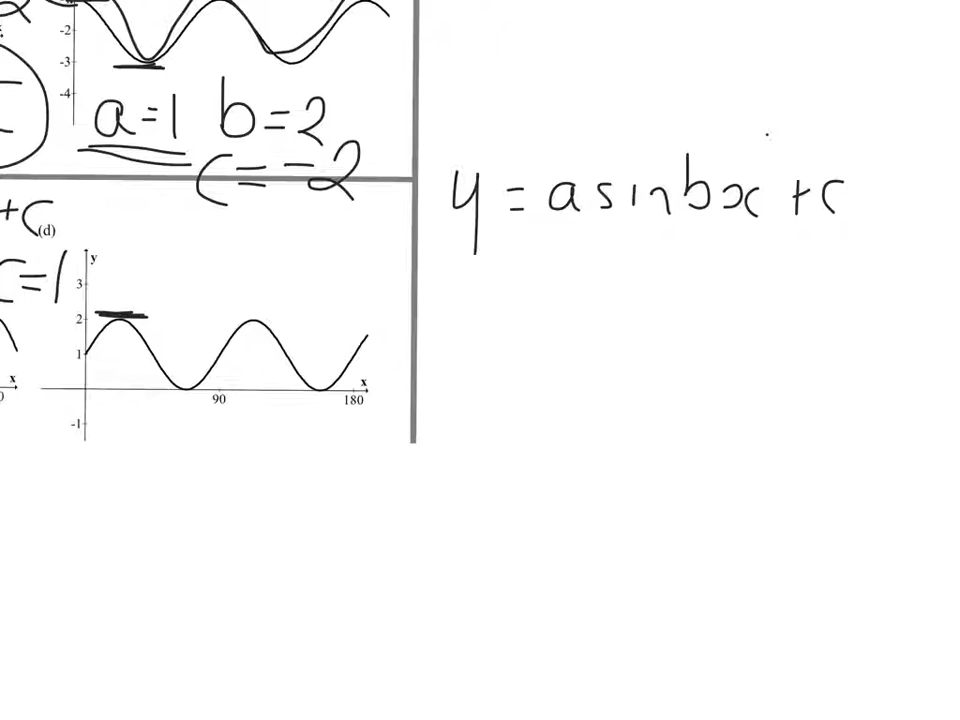 -2
-3
-4
a=1 b=2
c=-2
+c
(d)
c=1
y
3
2
1
x
90
180
-1
x
0
y = a sin bx + c